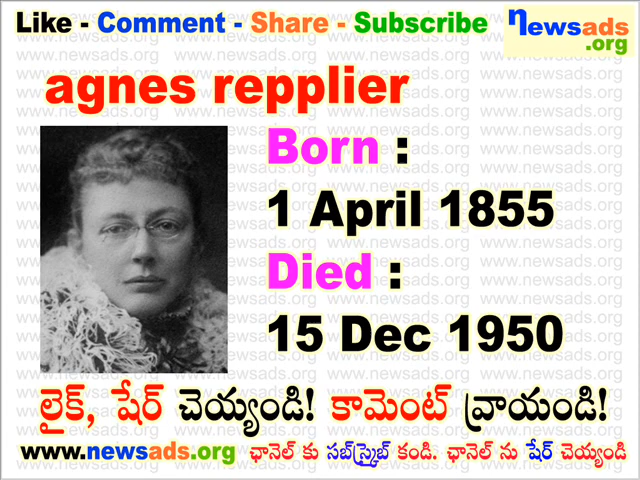 Like - Comment - Share - Subscribe
newsads
.org
agnes repplier
Born :
1 April 1855
Died :
15 Dec 1950
లైక్, షేర్ చెయ్యండి! కామెంట్ వ్రాయండి!
www.newsads.org ఛానెల్ కు సబ్‌స్క్రైబ్ కండి. ఛానెల్ ను షేర్ చెయ్యండి